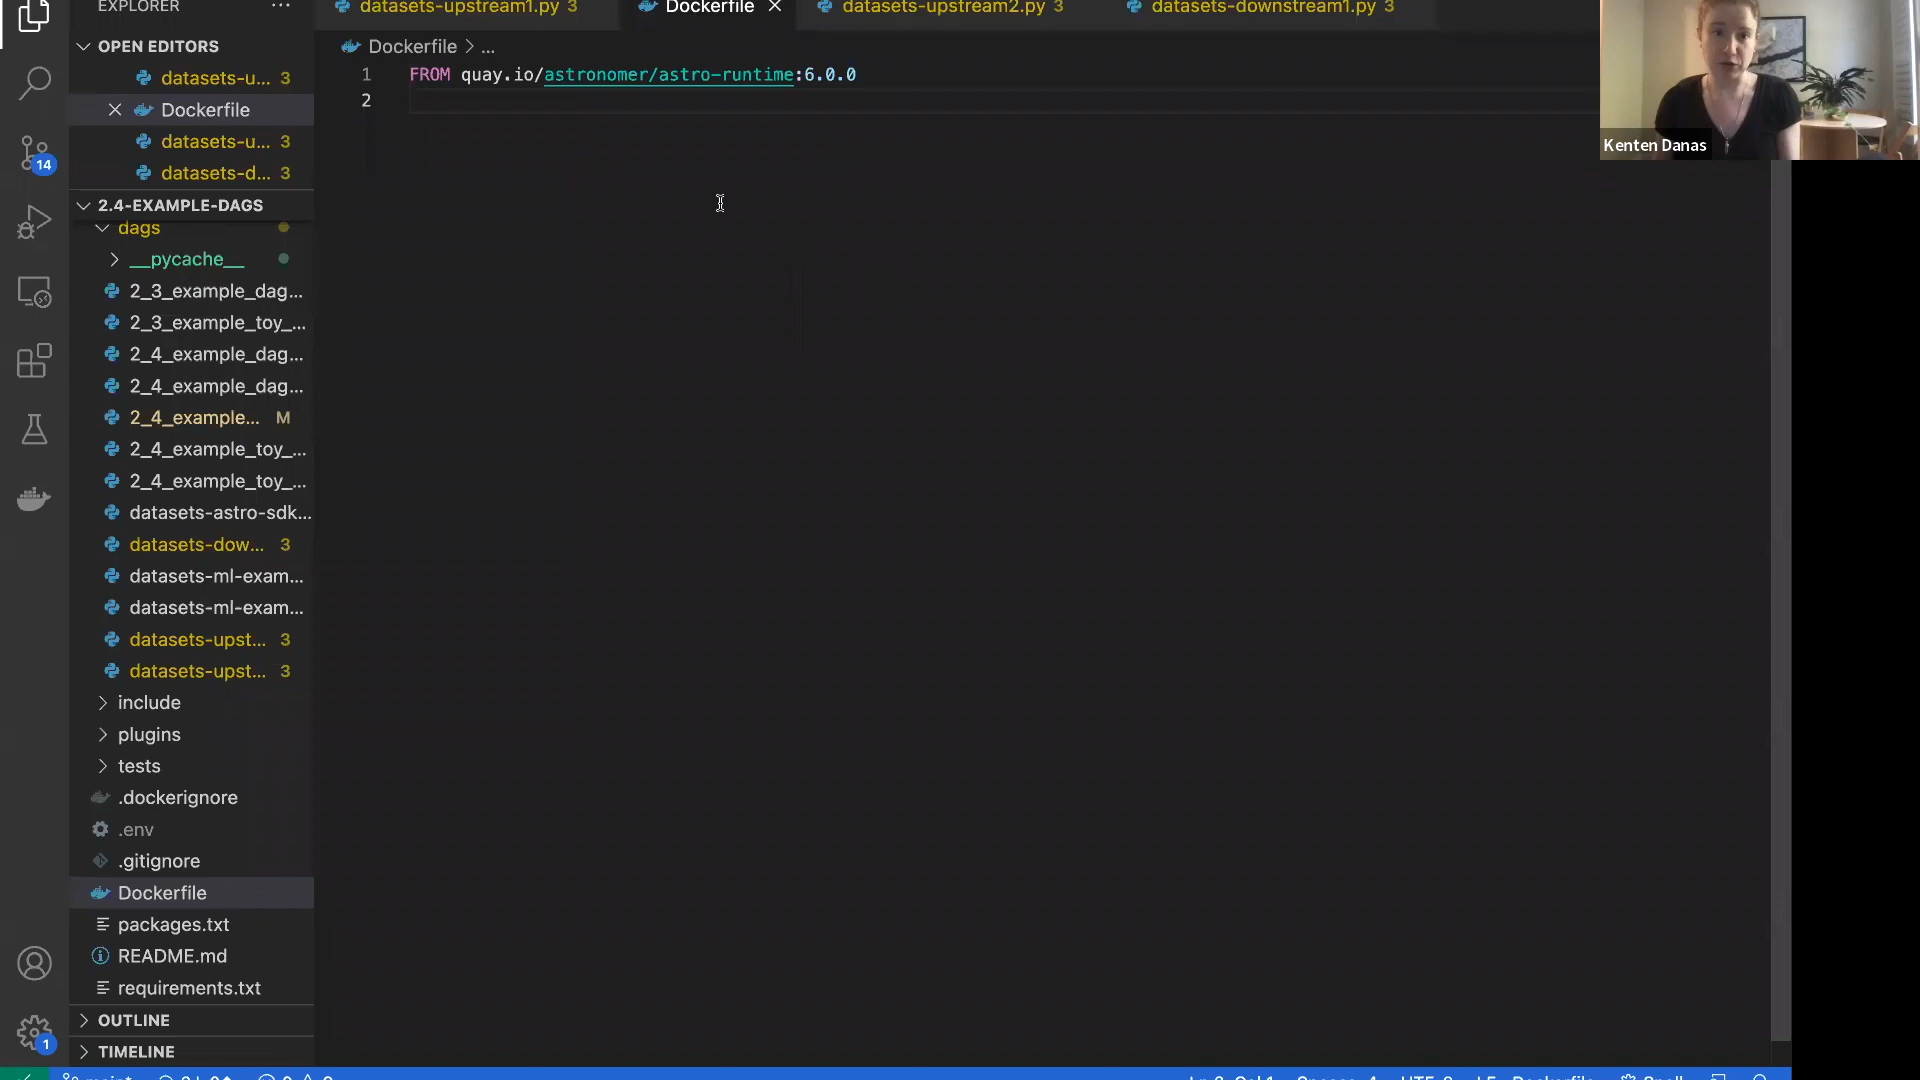 EXPLORER
datasets-upstream1.py 3
Dockerfile
datasets-upstream2.py 3
datasets-downstream1.py 3
OPEN EDITORS
datasets-u... 3
Dockerfile
datasets-u... 3
datasets-d... 3
14
2.4-EXAMPLE-DAGS
dags
__pycache__
2_3_example_dag...
2_3_example_toy_...
2_4_example_dag...
2_4_example_dag...
2_4_example... M
2_4_example_toy_...
2_4_example_toy_...
datasets-astro-sdk...
datasets-dow... 3
datasets-ml-exam...
datasets-ml-exam...
datasets-upst... 3
datasets-upst... 3
include
plugins
tests
.dockerignore
.env
.gitignore
Dockerfile
packages.txt
README.md
requirements.txt
OUTLINE
1
TIMELINE
Dockerfile > ...
1 FROM quay.io/astronomer/astro-runtime:6.0.0
2
Kenten Danas